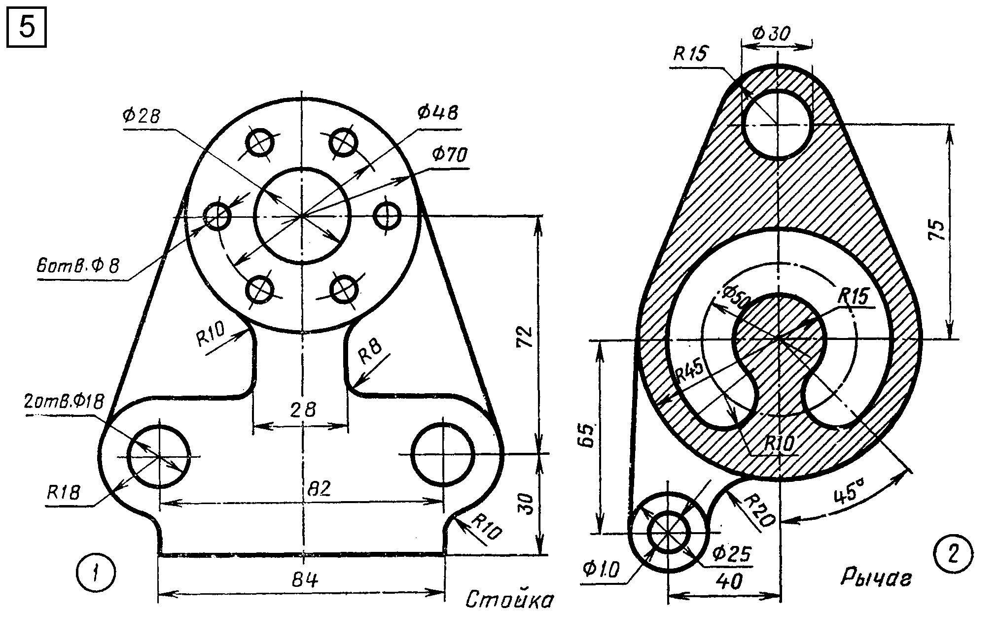 5
Ф28
Ф48
Ф70
6отв.Ф8
R10
R8
72
2отв.Ф18
28
R18
82
30
R10
84
1
Стойка
Ф30
R15
75
Ф50
R15
R45
65
R10
45°
R20
Ф10
Ф25
40
2
Рычаг